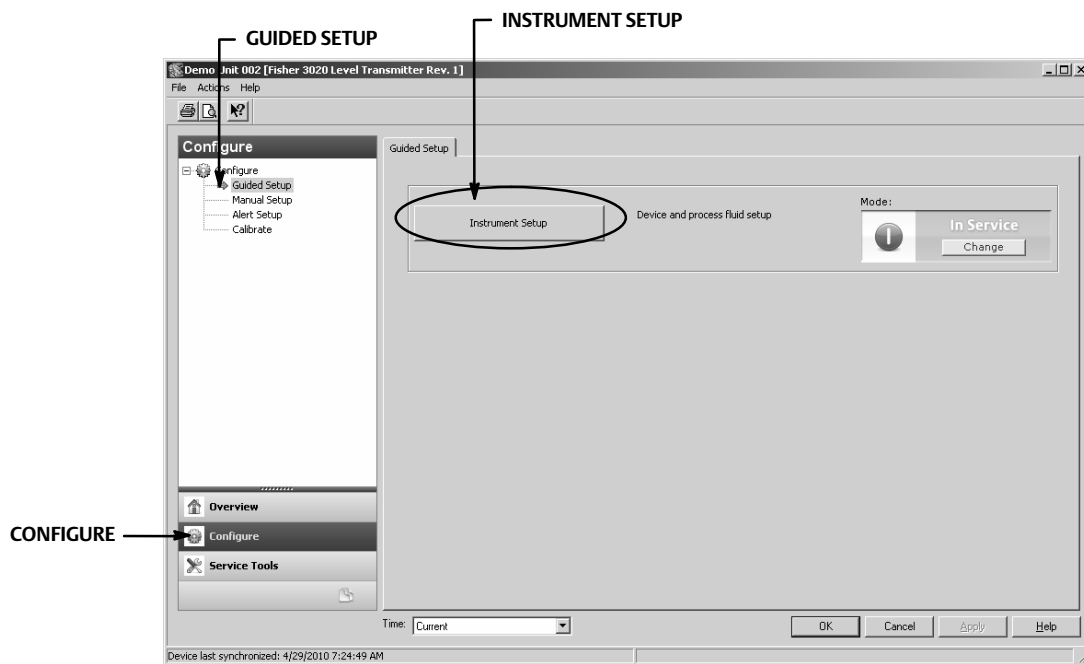 INSTRUMENT SETUP
GUIDED SETUP
Demo Unit 002 [Fisher 3020 Level Transmitter Rev. 1]
File Actions Help
Configure
Configure
Guided Setup
Manual Setup
Alert Setup
Calibrate
Guided Setup
Instrument Setup
Device and process fluid setup
Mode:
In Service
Change
Overview
CONFIGURE
Configure
Service Tools
Time: Current
OK Cancel Apply Help
Device last synchronized: 4/29/2010 7:24:49 AM